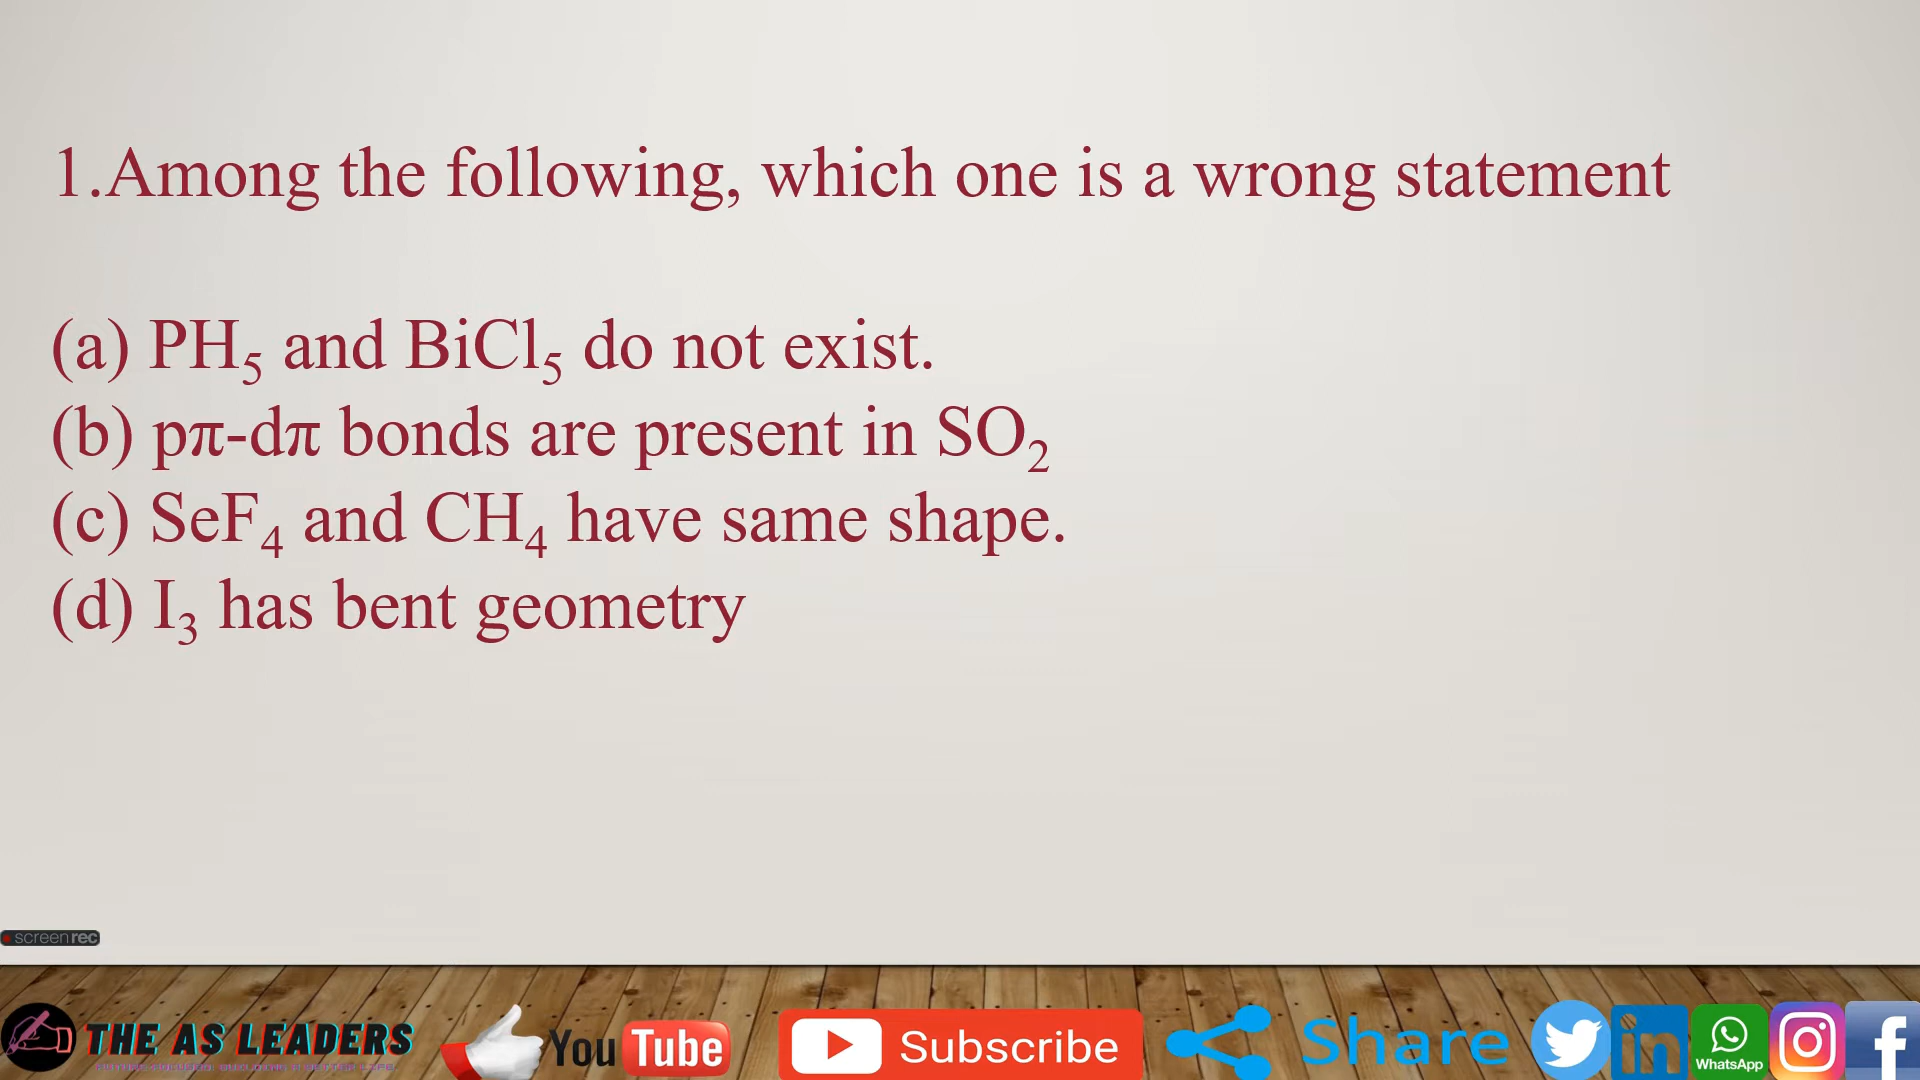 1.Among the following, which one is a wrong statement
(a) PH₅ and BiCl₅ do not exist.
(b) pπ-dπ bonds are present in SO₂
(c) SeF₄ and CH₄ have same shape.
(d) I₃ has bent geometry
screenrec
THE AS LEADERS
You Tube
Subscribe
Share
in
WhatsApp
f